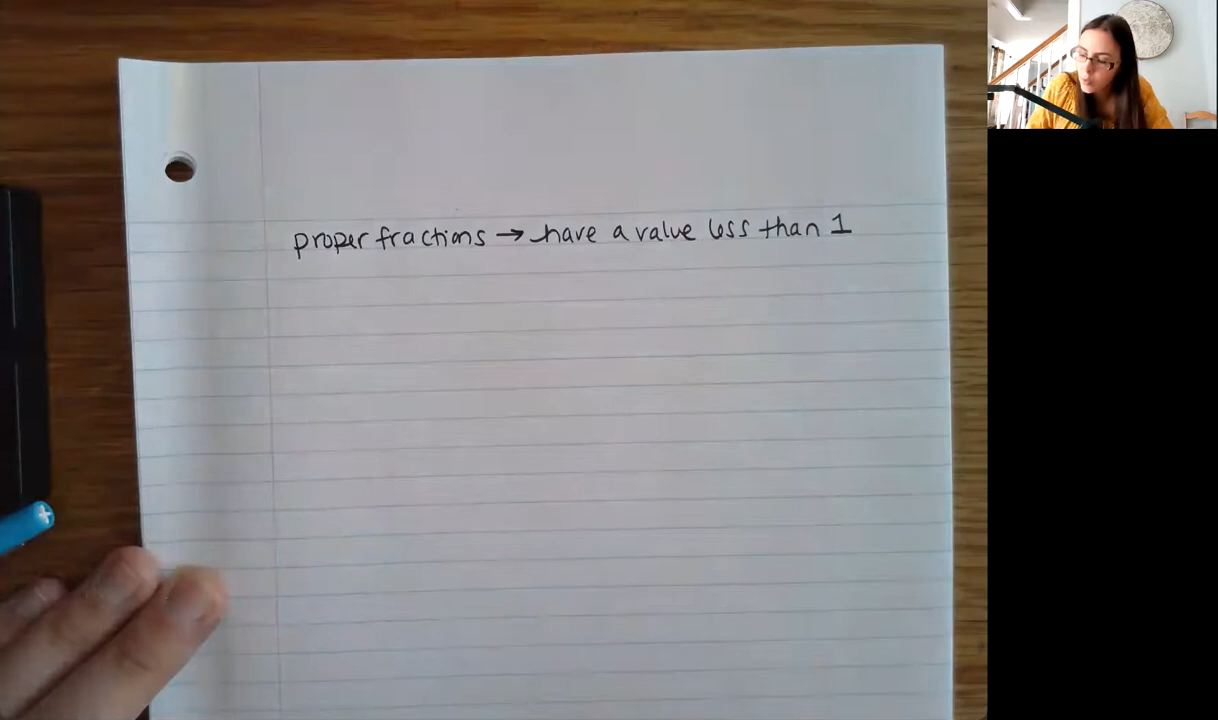 proper fractions → have a value less than 1